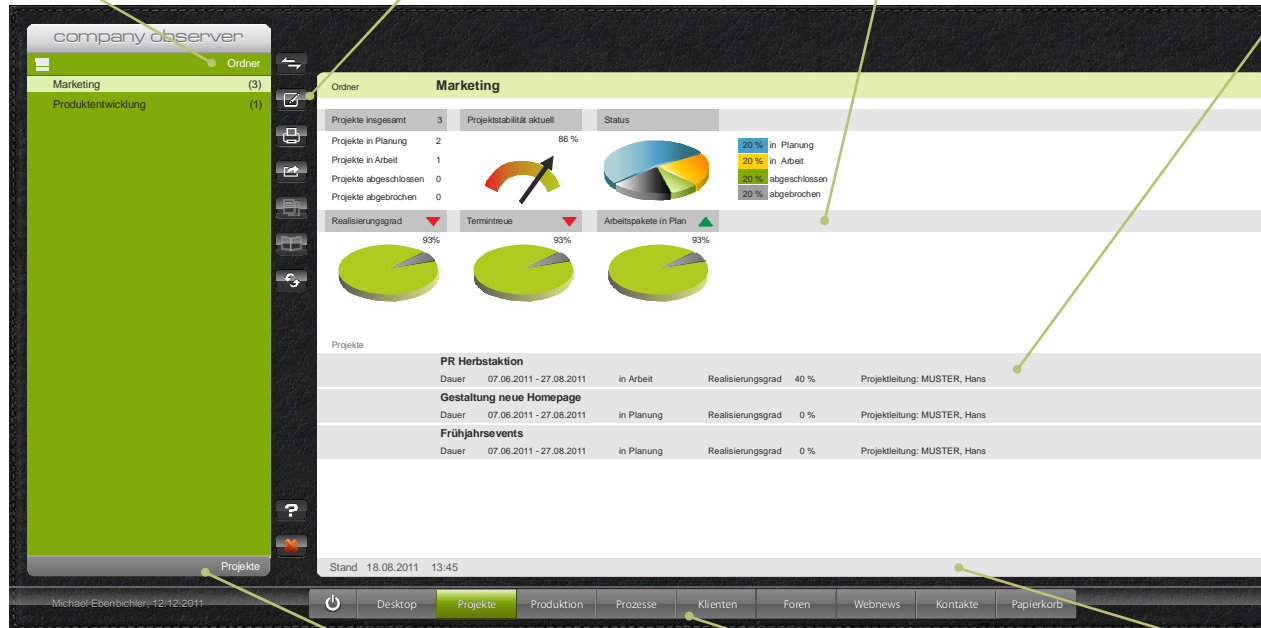 company observer
Ordner
Marketing (3)
Produktentwicklung (1)
Ordner Marketing
Projekte insgesamt 3 Projektstabilität aktuell Status
Projekte in Planung 2
Projekte in Arbeit 1
Projekte abgeschlossen 0
Projekte abgebrochen 0
86 %
20 % in Planung
20 % in Arbeit
20 % abgeschlossen
20 % abgebrochen
Realisierungsgrad Termintreue Arbeitspakete in Plan
93% 93% 93%
Projekte
PR Herbstaktion
Dauer 07.06.2011 - 27.08.2011 in Arbeit Realisierungsgrad 40 % Projektleitung: MUSTER, Hans
Gestaltung neue Homepage
Dauer 07.06.2011 - 27.08.2011 in Planung Realisierungsgrad 0 % Projektleitung: MUSTER, Hans
Frühjahrsevents
Dauer 07.06.2011 - 27.08.2011 in Planung Realisierungsgrad 0 % Projektleitung: MUSTER, Hans
?
Projekte
Stand 18.08.2011 13:45
Michael Ebenbichler, 12.12.2011
Desktop Projekte Produktion Prozesse Klienten Foren Webnews Kontakte Papierkorb